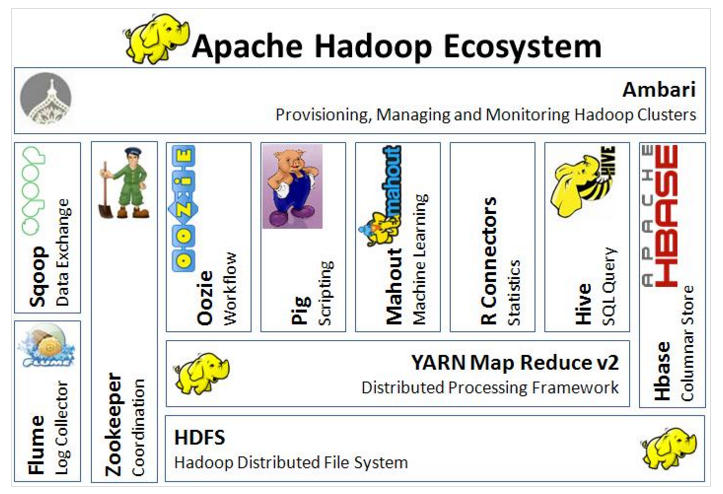 Apache Hadoop Ecosystem
Ambari
Provisioning, Managing and Monitoring Hadoop Clusters
sqoop
Sqoop
Data Exchange
FLUME
Flume
Log Collector
Zookeeper
Coordination
OOZIE
Oozie
Workflow
Pig
Scripting
mahout
Mahout
Machine Learning
R Connectors
Statistics
HIVE
Hive
SQL Query
APACHE
HBASE
Hbase
Columnar Store
YARN Map Reduce v2
Distributed Processing Framework
HDFS
Hadoop Distributed File System